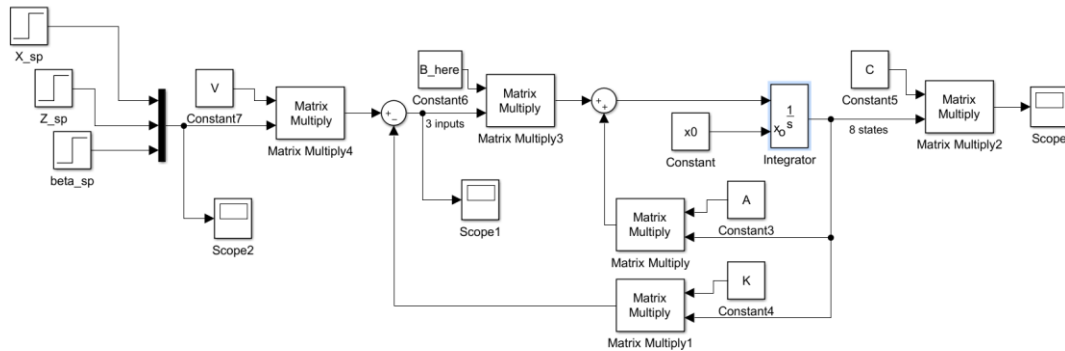 X_sp
Z_sp
beta_sp
Scope2
V
Constant7
Matrix
Multiply
Matrix Multiply4
+
−
3 inputs
Scope1
B_here
Constant6
Matrix
Multiply
Matrix Multiply3
+
+
x0
Constant
1
s
xo
Integrator
8 states
C
Constant5
Matrix
Multiply
Matrix Multiply2
Scope
A
Constant3
Matrix
Multiply
Matrix Multiply
K
Constant4
Matrix
Multiply
Matrix Multiply1